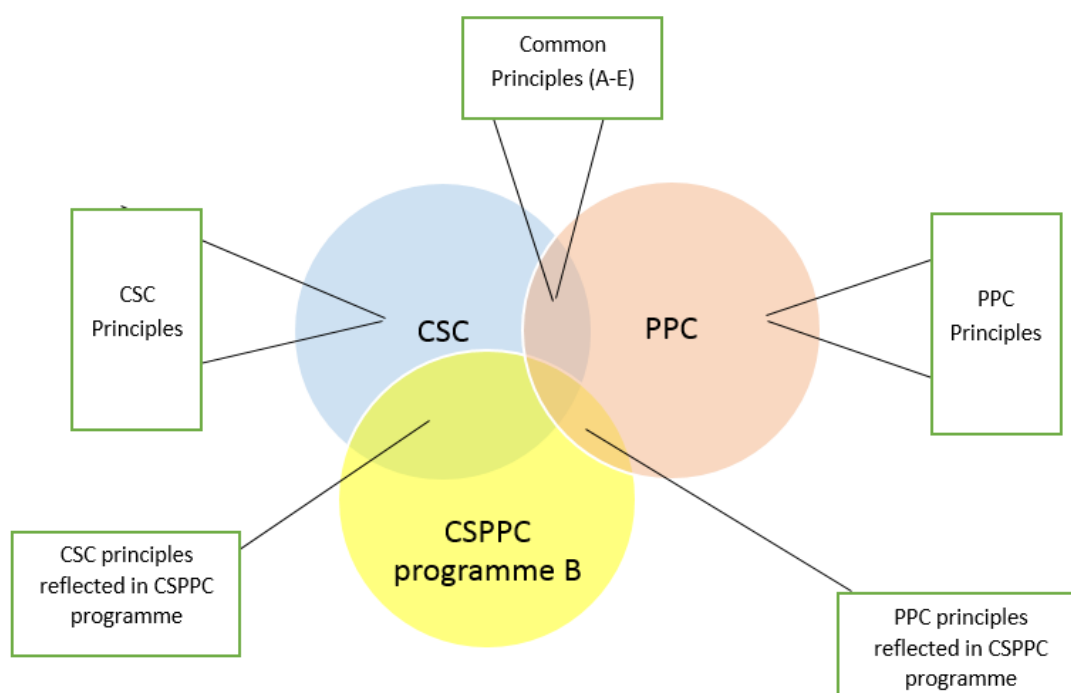 Common
Principles (A-E)
CSC
Principles
CSC
PPC
PPC
Principles
CSPPC
programme B
CSC principles
reflected in CSPPC
programme
PPC principles
reflected in CSPPC
programme